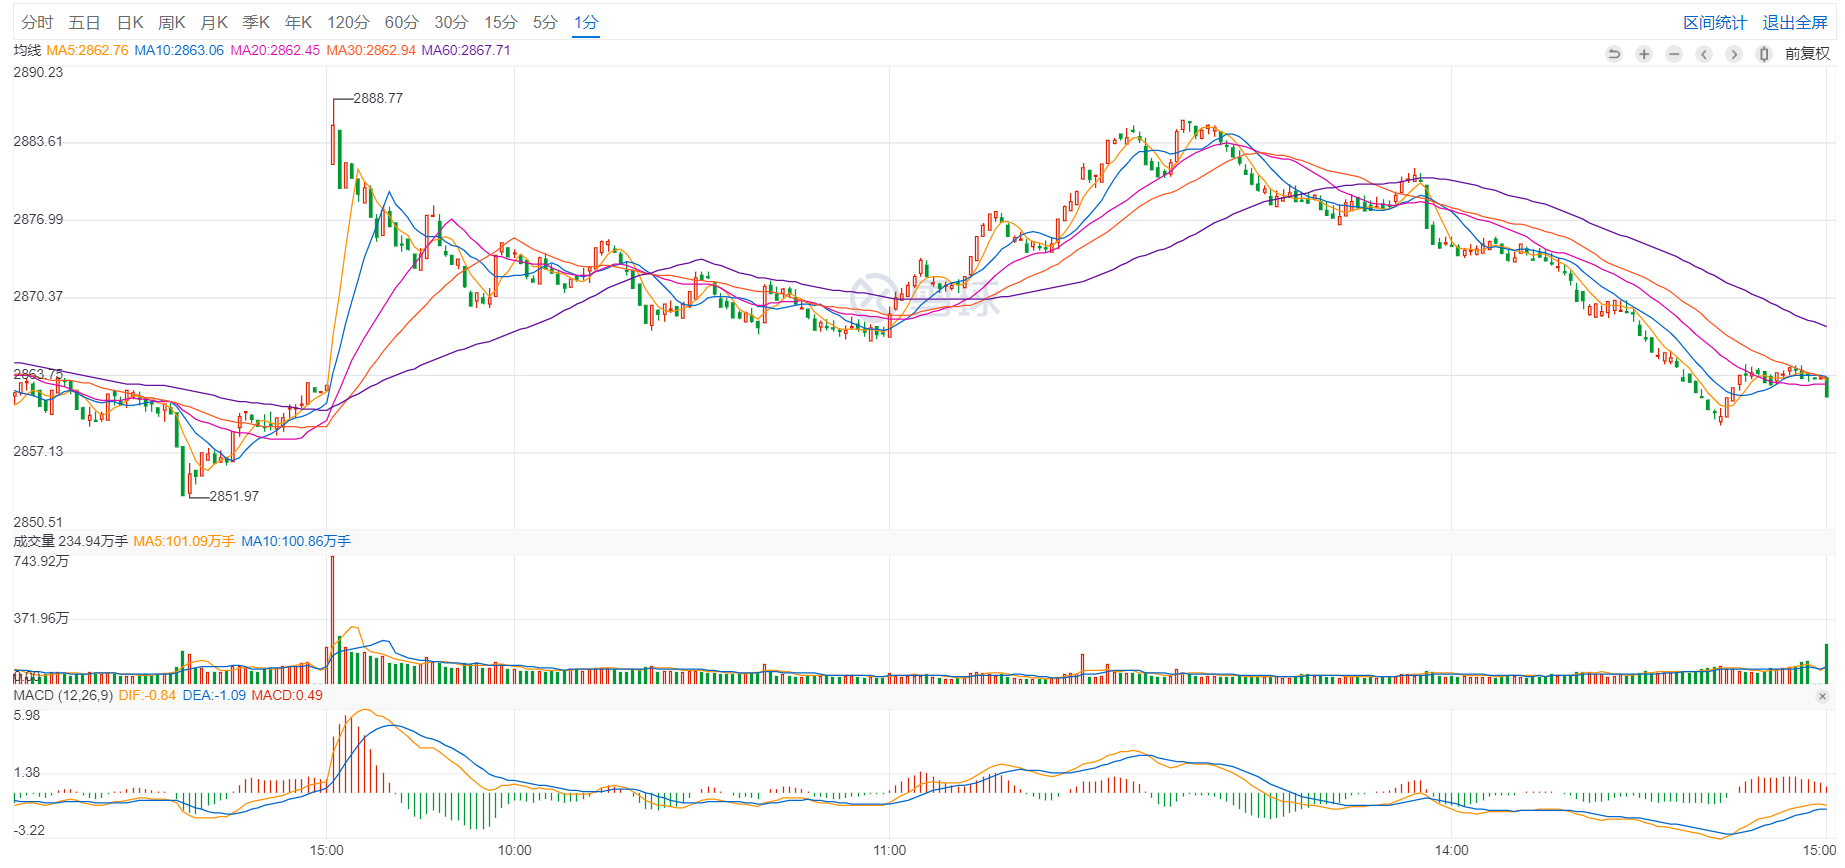 分时 五日 日K 周K 月K 季K 年K 120分 60分 30分 15分 5分 1分 区间统计 退出全屏
均线 MA5:2862.76 MA10:2863.06 MA20:2862.45 MA30:2862.94 MA60:2867.71 前复权
2890.23
2888.77
2883.61
2876.99
2870.37
雪球
2863.75
2857.13
2851.97
2850.51
成交量 234.94万手 MA5:101.09万手 MA10:100.86万手
743.92万
371.96万
0.00
MACD (12,26,9) DIF:-0.84 DEA:-1.09 MACD:0.49
5.98
1.38
-3.22
15:00 10:00 11:00 14:00 15:00